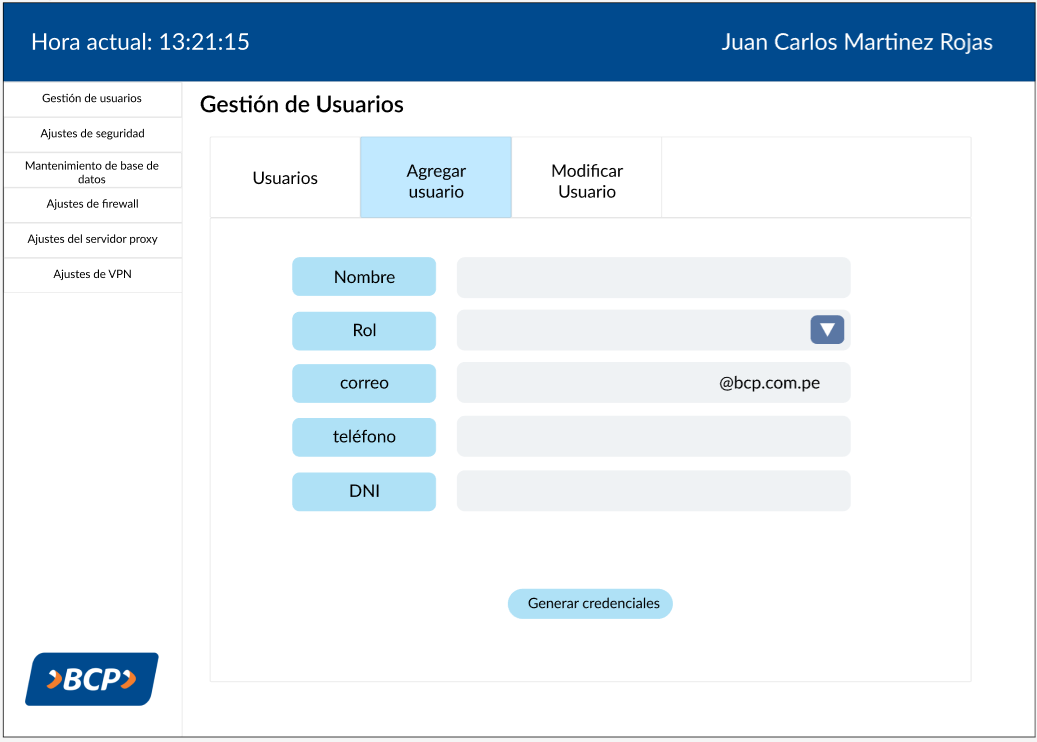 Hora actual: 13:21:15
Juan Carlos Martinez Rojas
Gestión de usuarios
Ajustes de seguridad
Mantenimiento de base de
datos
Ajustes de firewall
Ajustes del servidor proxy
Ajustes de VPN
Gestión de Usuarios
Usuarios
Agregar
usuario
Modificar
Usuario
Nombre
Rol
correo
@bcp.com.pe
teléfono
DNI
Generar credenciales
BCP